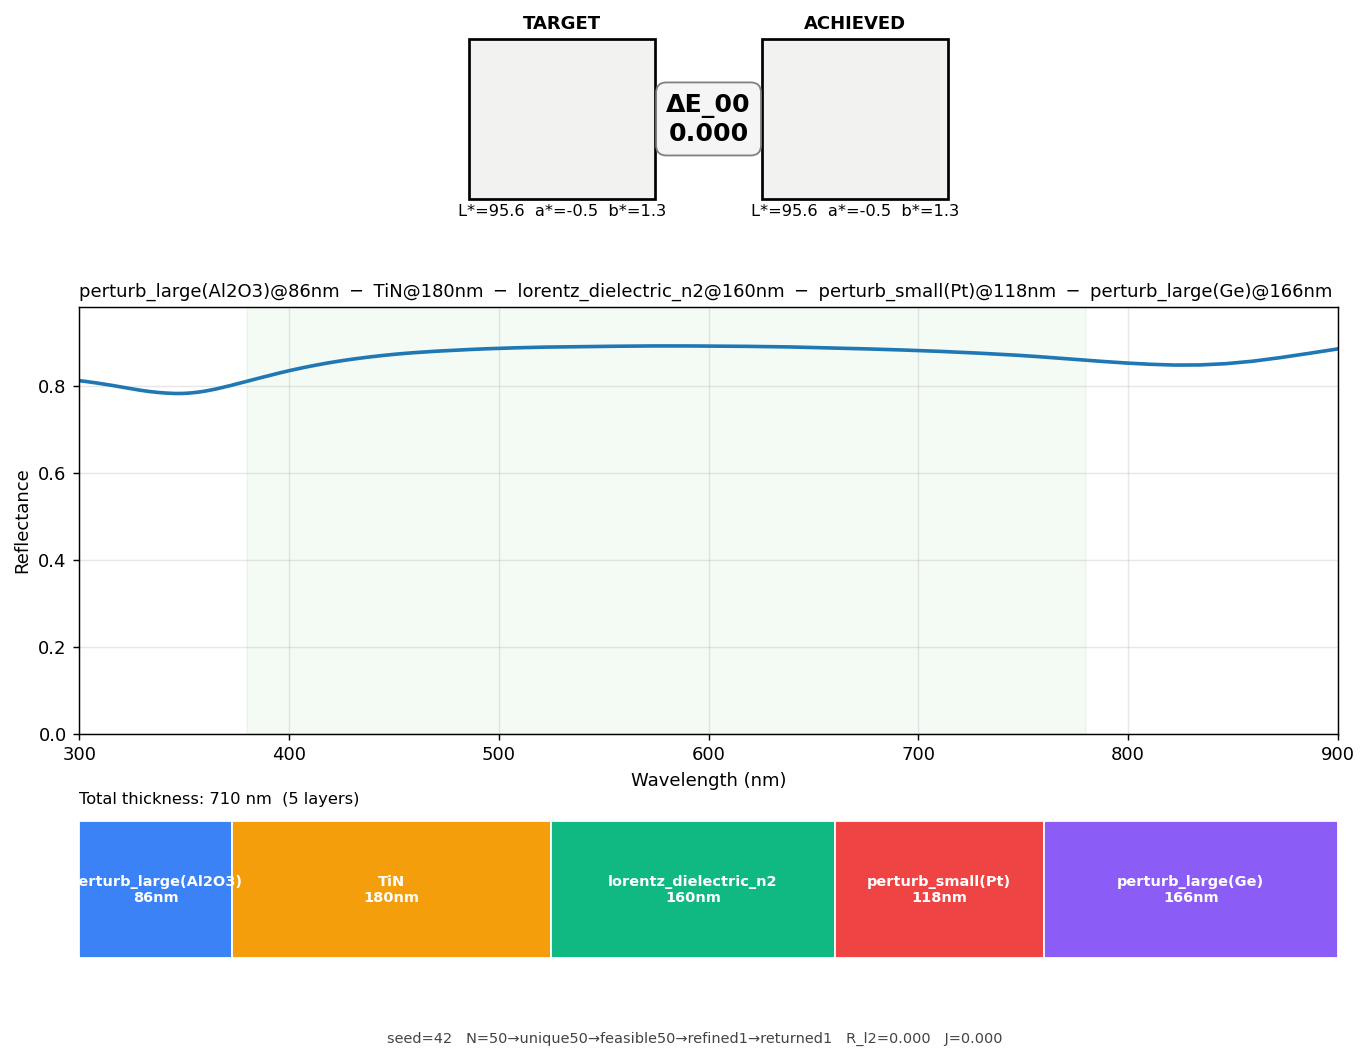 TARGET
ACHIEVED
ΔE_00
0.000
L*=95.6  a*=-0.5  b*=1.3
L*=95.6  a*=-0.5  b*=1.3
perturb_large(Al2O3)@86nm − TiN@180nm − lorentz_dielectric_n2@160nm − perturb_small(Pt)@118nm − perturb_large(Ge)@166nm
Reflectance
0.8
0.6
0.4
0.2
0.0
300 400 500 600 700 800 900
Wavelength (nm)
Total thickness: 710 nm  (5 layers)
erturb_large(Al2O3)
86nm
TiN
180nm
lorentz_dielectric_n2
160nm
perturb_small(Pt)
118nm
perturb_large(Ge)
166nm
seed=42   N=50→unique50→feasible50→refined1→returned1   R_l2=0.000   J=0.000